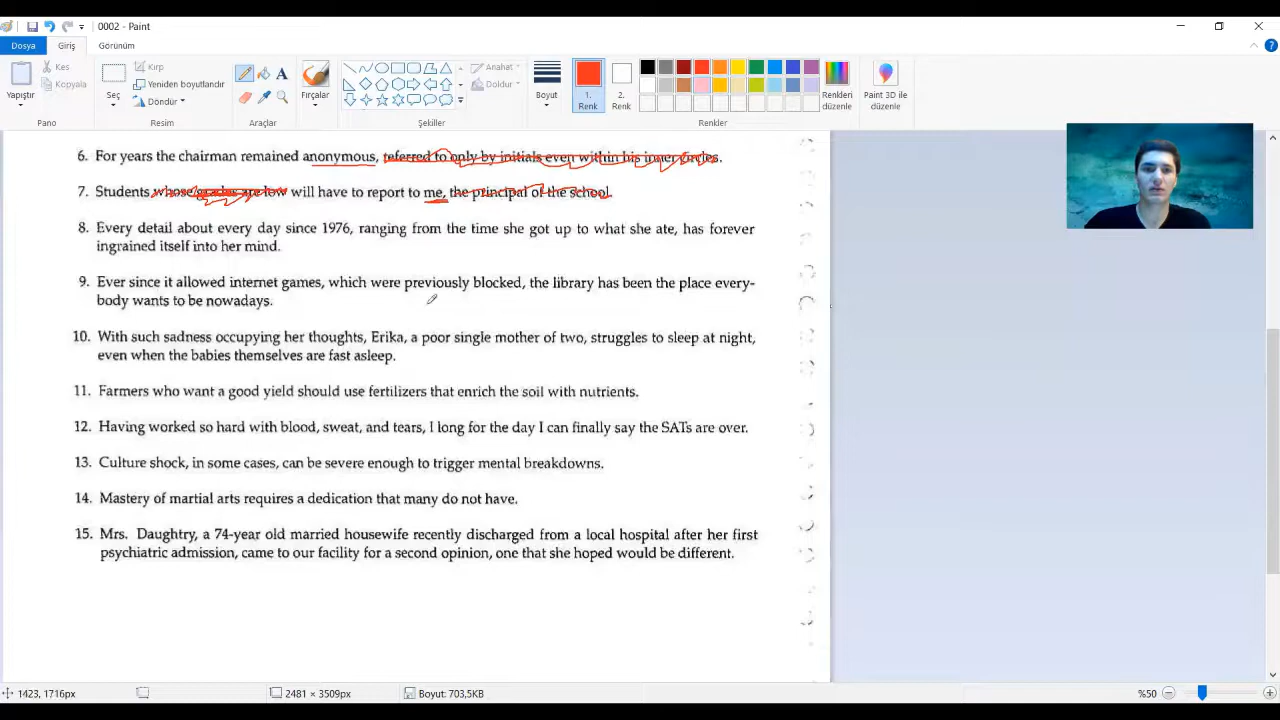 0002 - Paint
Dosya Giriş Görünüm
Yapıştır
Kes
Kopyala
Pano
Seç
Kırp
Yeniden boyutlandır
Döndür
Resim
A
Araçlar
Fırçalar
Anahat
Doldur
Şekiller
Boyut
1. Renk
2. Renk
Renkleri düzenle
Renkler
Paint 3D ile düzenle
6. For years the chairman remained anonymous, referred to only by initials even within his inner circles.
7. Students whose grades are low will have to report to me, the principal of the school.
8. Every detail about every day since 1976, ranging from the time she got up to what she ate, has forever
ingrained itself into her mind.
9. Ever since it allowed internet games, which were previously blocked, the library has been the place every-
body wants to be nowadays.
10. With such sadness occupying her thoughts, Erika, a poor single mother of two, struggles to sleep at night,
even when the babies themselves are fast asleep.
11. Farmers who want a good yield should use fertilizers that enrich the soil with nutrients.
12. Having worked so hard with blood, sweat, and tears, I long for the day I can finally say the SATs are over.
13. Culture shock, in some cases, can be severe enough to trigger mental breakdowns.
14. Mastery of martial arts requires a dedication that many do not have.
15. Mrs. Daughtry, a 74-year old married housewife recently discharged from a local hospital after her first
psychiatric admission, came to our facility for a second opinion, one that she hoped would be different.
1423, 1716px
2481 × 3509px
Boyut: 703,5KB
%50